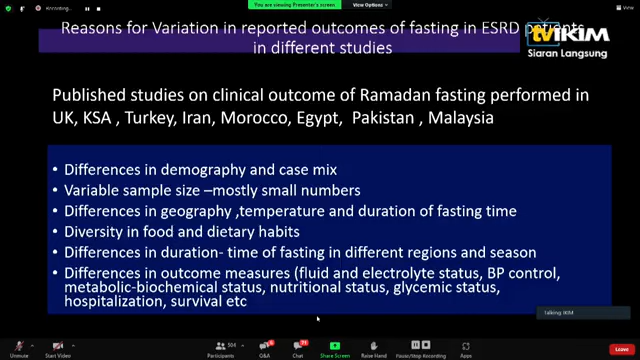 Recording...
You are viewing Presenter's screen
View Options
View
Reasons for Variation in reported outcomes of fasting in ESRD patients
in different studies
tvIKIM
Siaran Langsung
Published studies on clinical outcome of Ramadan fasting performed in
UK, KSA , Turkey, Iran, Morocco, Egypt, Pakistan , Malaysia
• Differences in demography and case mix
• Variable sample size –mostly small numbers
• Differences in geography ,temperature and duration of fasting time
• Diversity in food and dietary habits
• Differences in duration- time of fasting in different regions and season
• Differences in outcome measures (fluid and electrolyte status, BP control,
metabolic-biochemical status, nutritional status, glycemic status,
hospitalization, survival etc
Talking: IKIM
Unmute
Start Video
504
Participants
Q&A
Chat
Share Screen
Raise Hand
Pause/Stop Recording
Apps
Leave